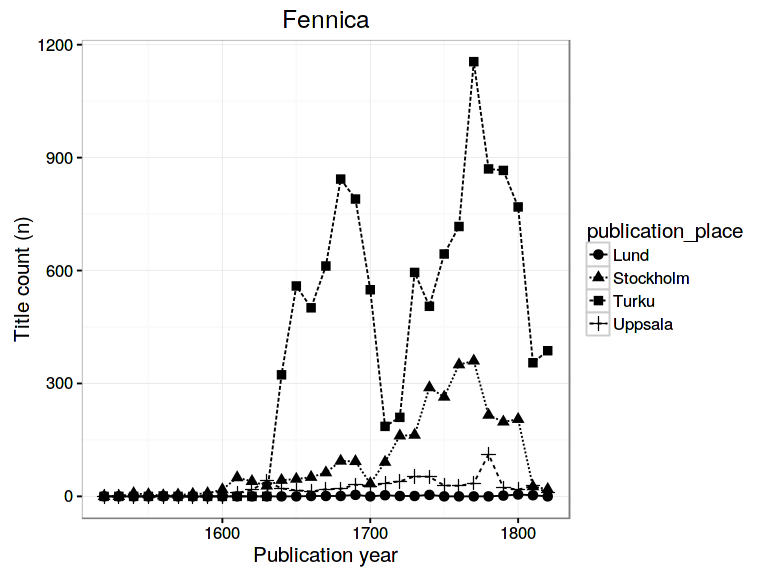 Fennica
1200
900
600
300
0
Title count (n)
1600
1700
1800
Publication year
publication_place
Lund
Stockholm
Turku
Uppsala